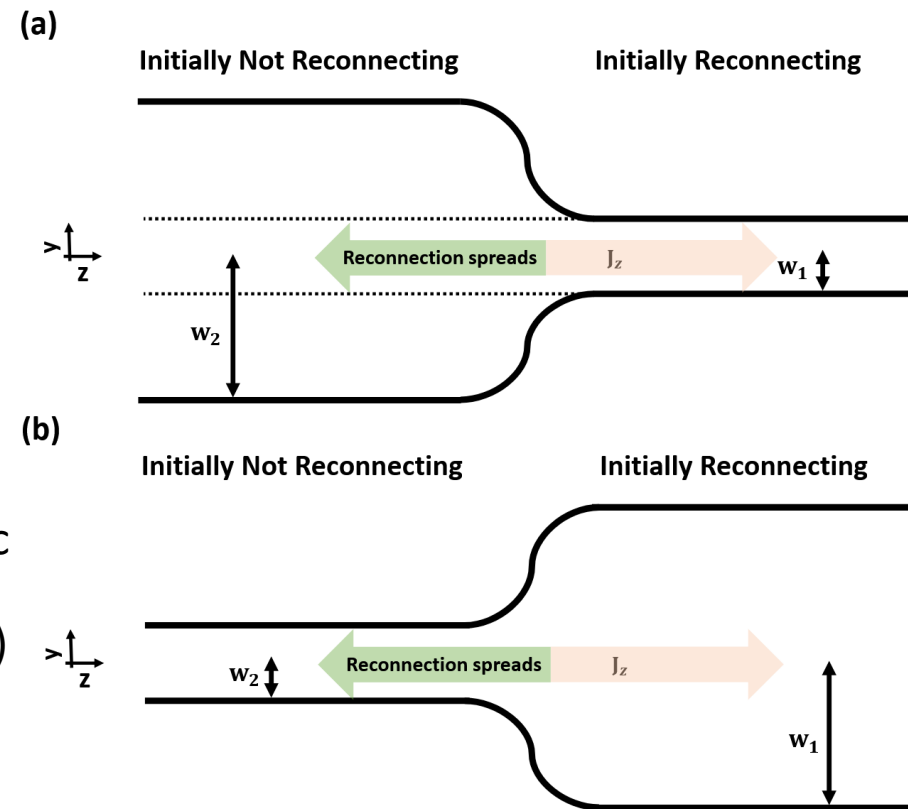 (a)
Initially Not Reconnecting
Initially Reconnecting
y
z
Reconnection spreads
J_z
w_1
w_2
(b)
Initially Not Reconnecting
Initially Reconnecting
C
)
y
z
Reconnection spreads
J_z
w_2
w_1